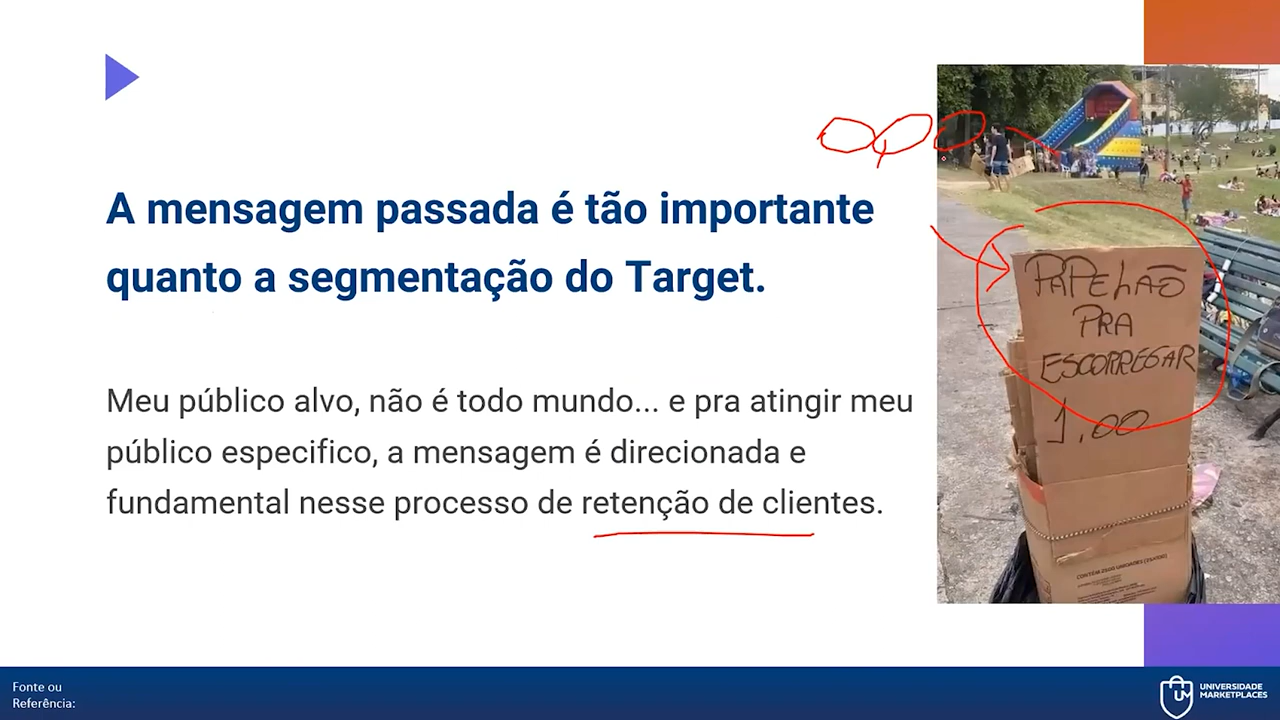 A mensagem passada é tão importante
quanto a segmentação do Target.
Meu público alvo, não é todo mundo... e pra atingir meu
público especifico, a mensagem é direcionada e
fundamental nesse processo de retenção de clientes.
PAPELÃO
PRA
ESCORREGAR
1,00
Fonte ou
Referência:
UM
UNIVERSIDADE
MARKETPLACES